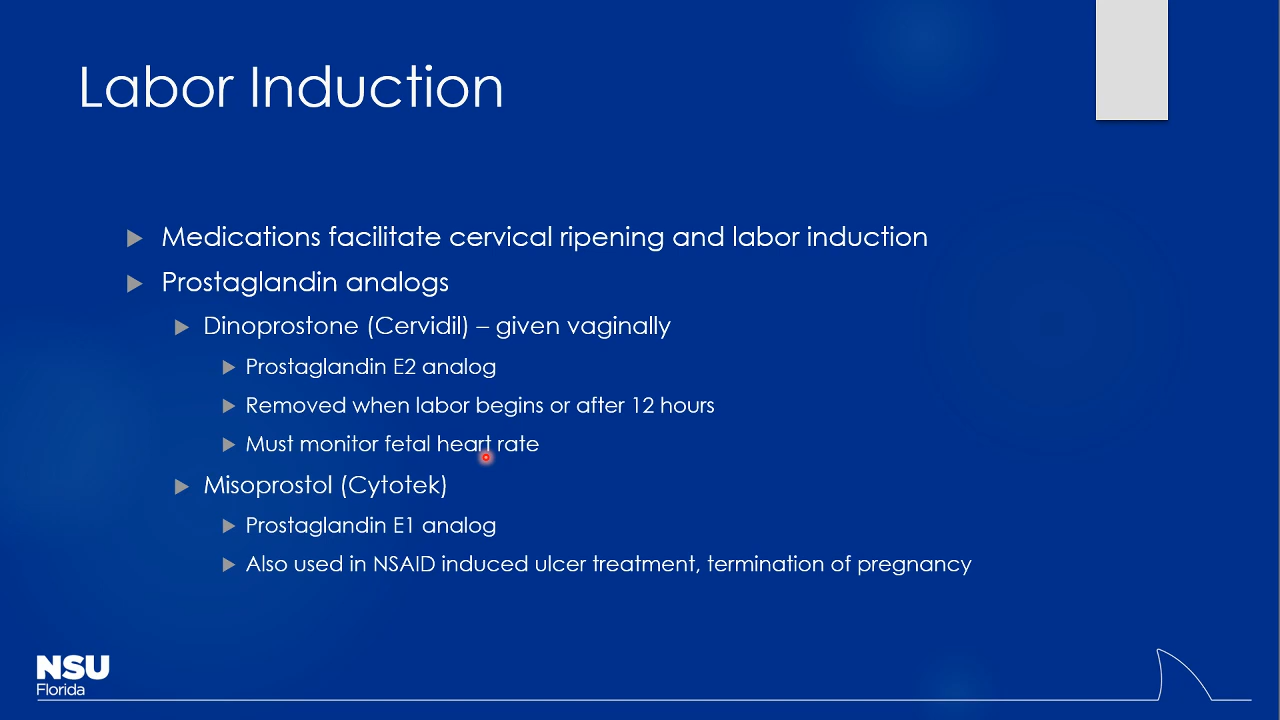 Labor Induction
Medications facilitate cervical ripening and labor induction
Prostaglandin analogs
Dinoprostone (Cervidil) – given vaginally
Prostaglandin E2 analog
Removed when labor begins or after 12 hours
Must monitor fetal heart rate
Misoprostol (Cytotek)
Prostaglandin E1 analog
Also used in NSAID induced ulcer treatment, termination of pregnancy
NSU
Florida